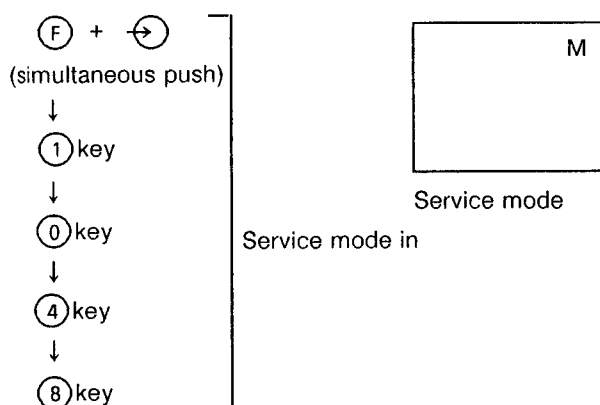 F +
(simultaneous push)
↓
1 key
↓
0 key
↓
4 key
↓
8 key
Service mode in
M
Service mode